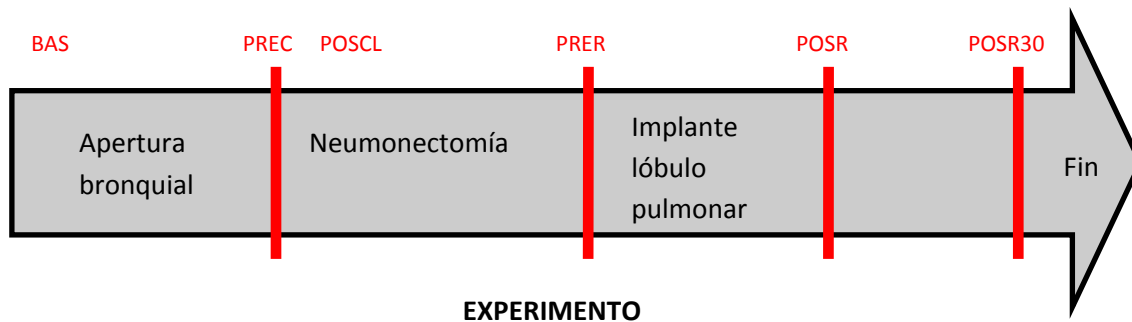 BAS PREC POSCL PRER POSR POSR30
Apertura
bronquial
Neumonectomía
Implante
lóbulo
pulmonar
Fin
EXPERIMENTO